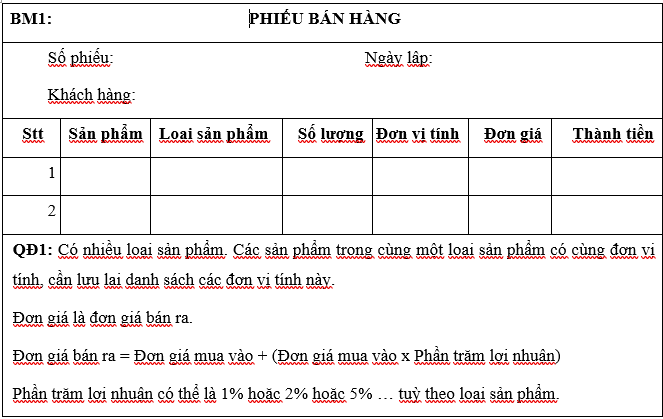 BM1: PHIẾU BÁN HÀNG
Số phiếu: Ngày lập:
Khách hàng:
Stt Sản phẩm Loại sản phẩm Số lượng Đơn vị tính Đơn giá Thành tiền
1
2
QĐ1: Có nhiều loại sản phẩm. Các sản phẩm trong cùng một loại sản phẩm có cùng đơn vị
tính, cần lưu lại danh sách các đơn vị tính này.
Đơn giá là đơn giá bán ra.
Đơn giá bán ra = Đơn giá mua vào + (Đơn giá mua vào x Phần trăm lợi nhuận)
Phần trăm lợi nhuận có thể là 1% hoặc 2% hoặc 5% … tuỳ theo loại sản phẩm.